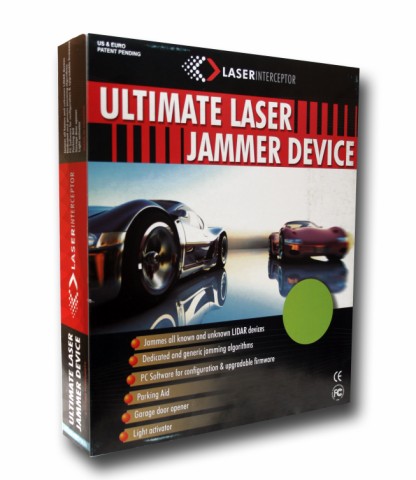 US & EURO
PATENT PENDING
LASERINTERCEPTOR
ULTIMATE LASER
JAMMER DEVICE
Jammes all known and unknown LIDAR devices
Dedicated and generic jamming algorithms
PC Software for configuration & upgradable firmware
Parking Aid
Garage door opener
Light activator
CE
FC
LASERINTERCEPTOR
ULTIMATE LASER
JAMMER DEVICE